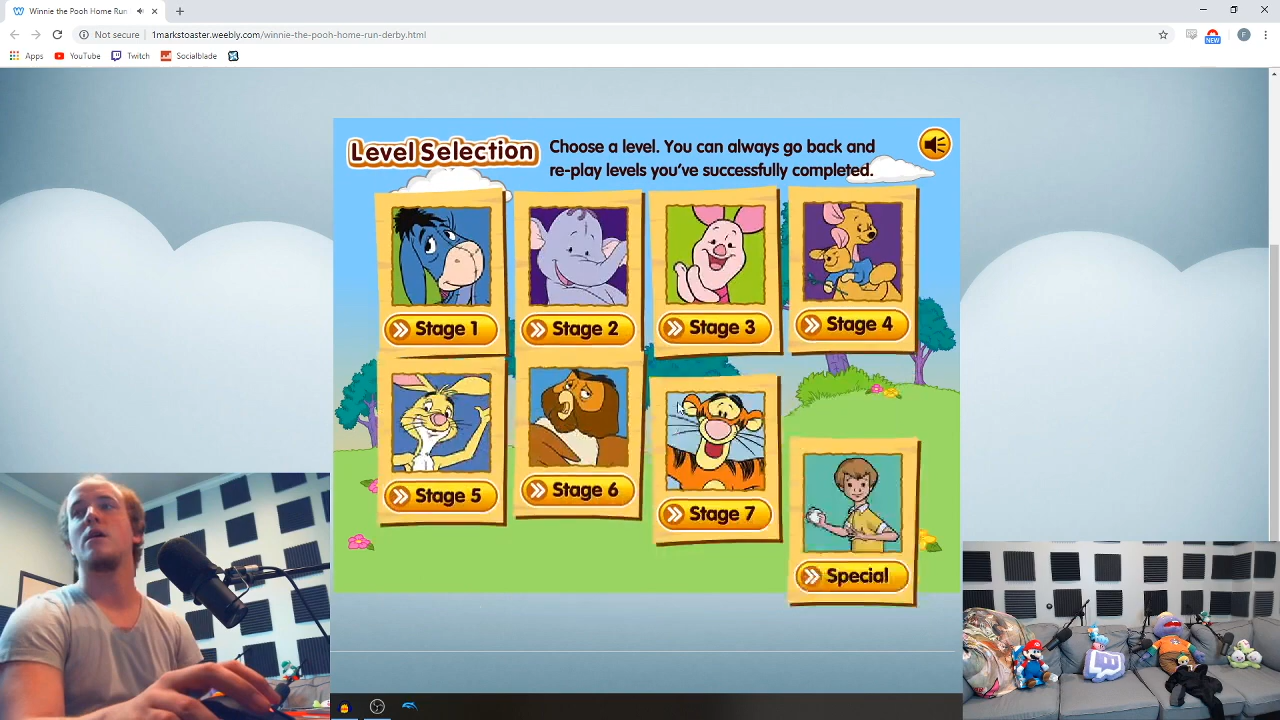 Winnie the Pooh Home Run
Not secure
1markstoaster.weebly.com/winnie-the-pooh-home-run-derby.html
NEW
F
Apps
YouTube
Twitch
Socialblade
Level Selection
Choose a level. You can always go back and
re-play levels you've successfully completed.
Stage 1
Stage 2
Stage 3
Stage 4
Stage 5
Stage 6
Stage 7
Special